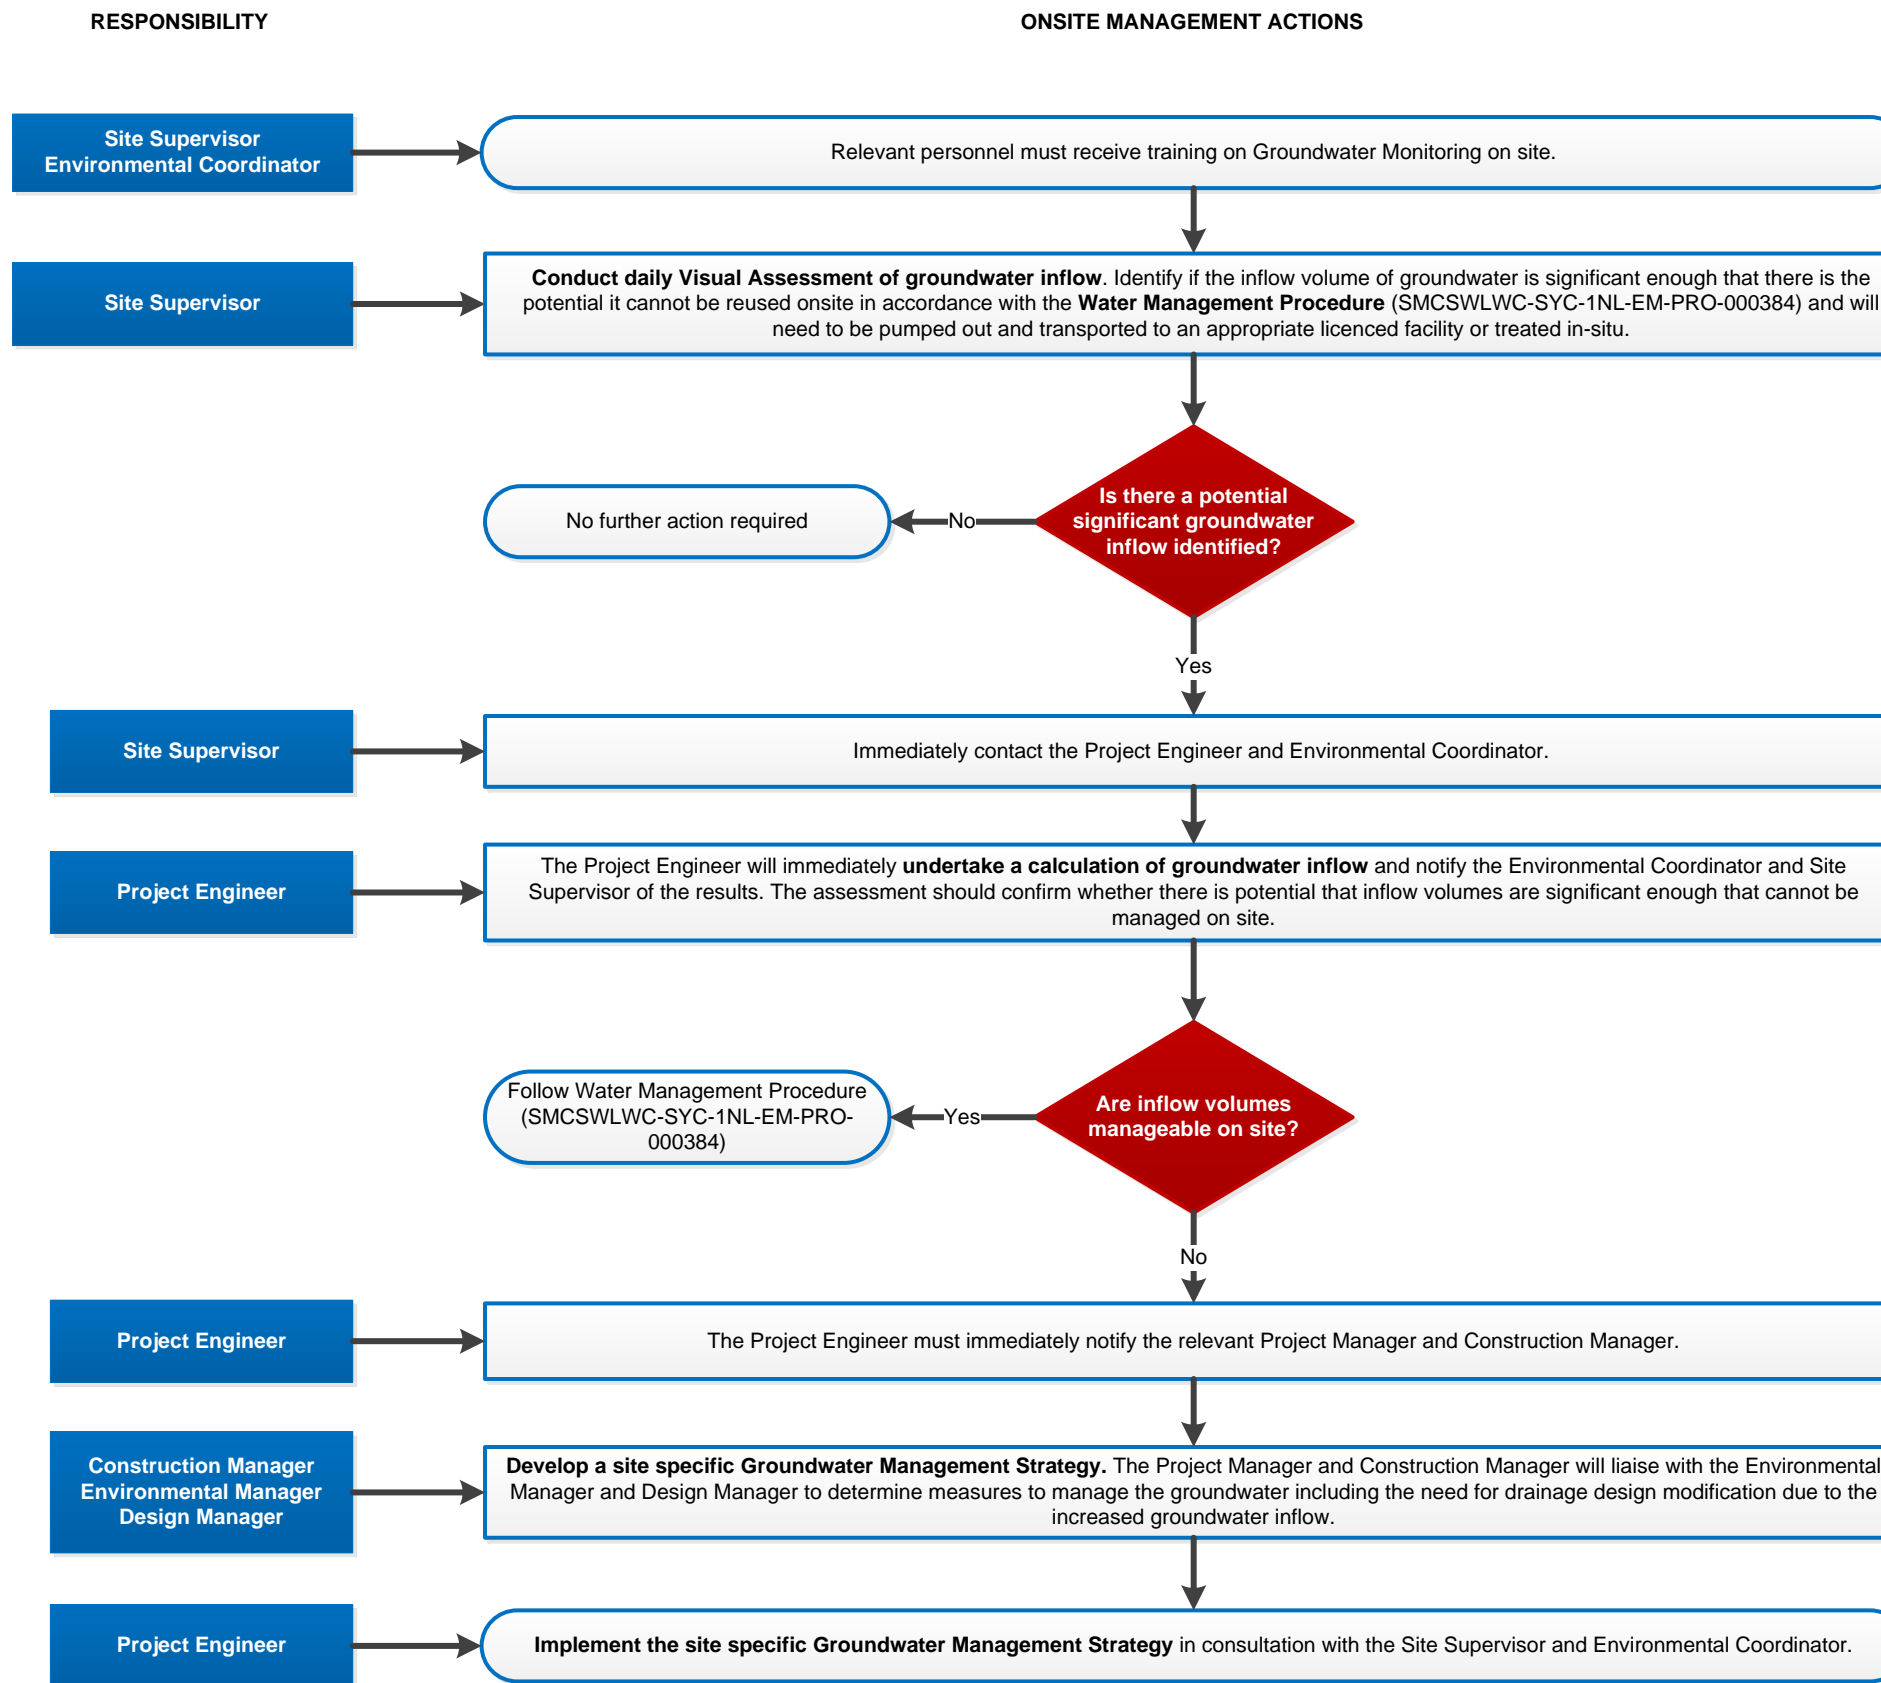 RESPONSIBILITY
ONSITE MANAGEMENT ACTIONS
Site Supervisor
Environmental Coordinator
Relevant personnel must receive training on Groundwater Monitoring on site.
Site Supervisor
Conduct daily Visual Assessment of groundwater inflow. Identify if the inflow volume of groundwater is significant enough that there is the
potential it cannot be reused onsite in accordance with the Water Management Procedure (SMCSWLWC-SYC-1NL-EM-PRO-000384) and will
need to be pumped out and transported to an appropriate licenced facility or treated in-situ.
Is there a potential
significant groundwater
inflow identified?
No
No further action required
Yes
Site Supervisor
Immediately contact the Project Engineer and Environmental Coordinator.
Project Engineer
The Project Engineer will immediately undertake a calculation of groundwater inflow and notify the Environmental Coordinator and Site
Supervisor of the results. The assessment should confirm whether there is potential that inflow volumes are significant enough that cannot be
managed on site.
Are inflow volumes
manageable on site?
Yes
Follow Water Management Procedure
(SMCSWLWC-SYC-1NL-EM-PRO-
000384)
No
Project Engineer
The Project Engineer must immediately notify the relevant Project Manager and Construction Manager.
Construction Manager
Environmental Manager
Design Manager
Develop a site specific Groundwater Management Strategy. The Project Manager and Construction Manager will liaise with the Environmental
Manager and Design Manager to determine measures to manage the groundwater including the need for drainage design modification due to the
increased groundwater inflow.
Project Engineer
Implement the site specific Groundwater Management Strategy in consultation with the Site Supervisor and Environmental Coordinator.